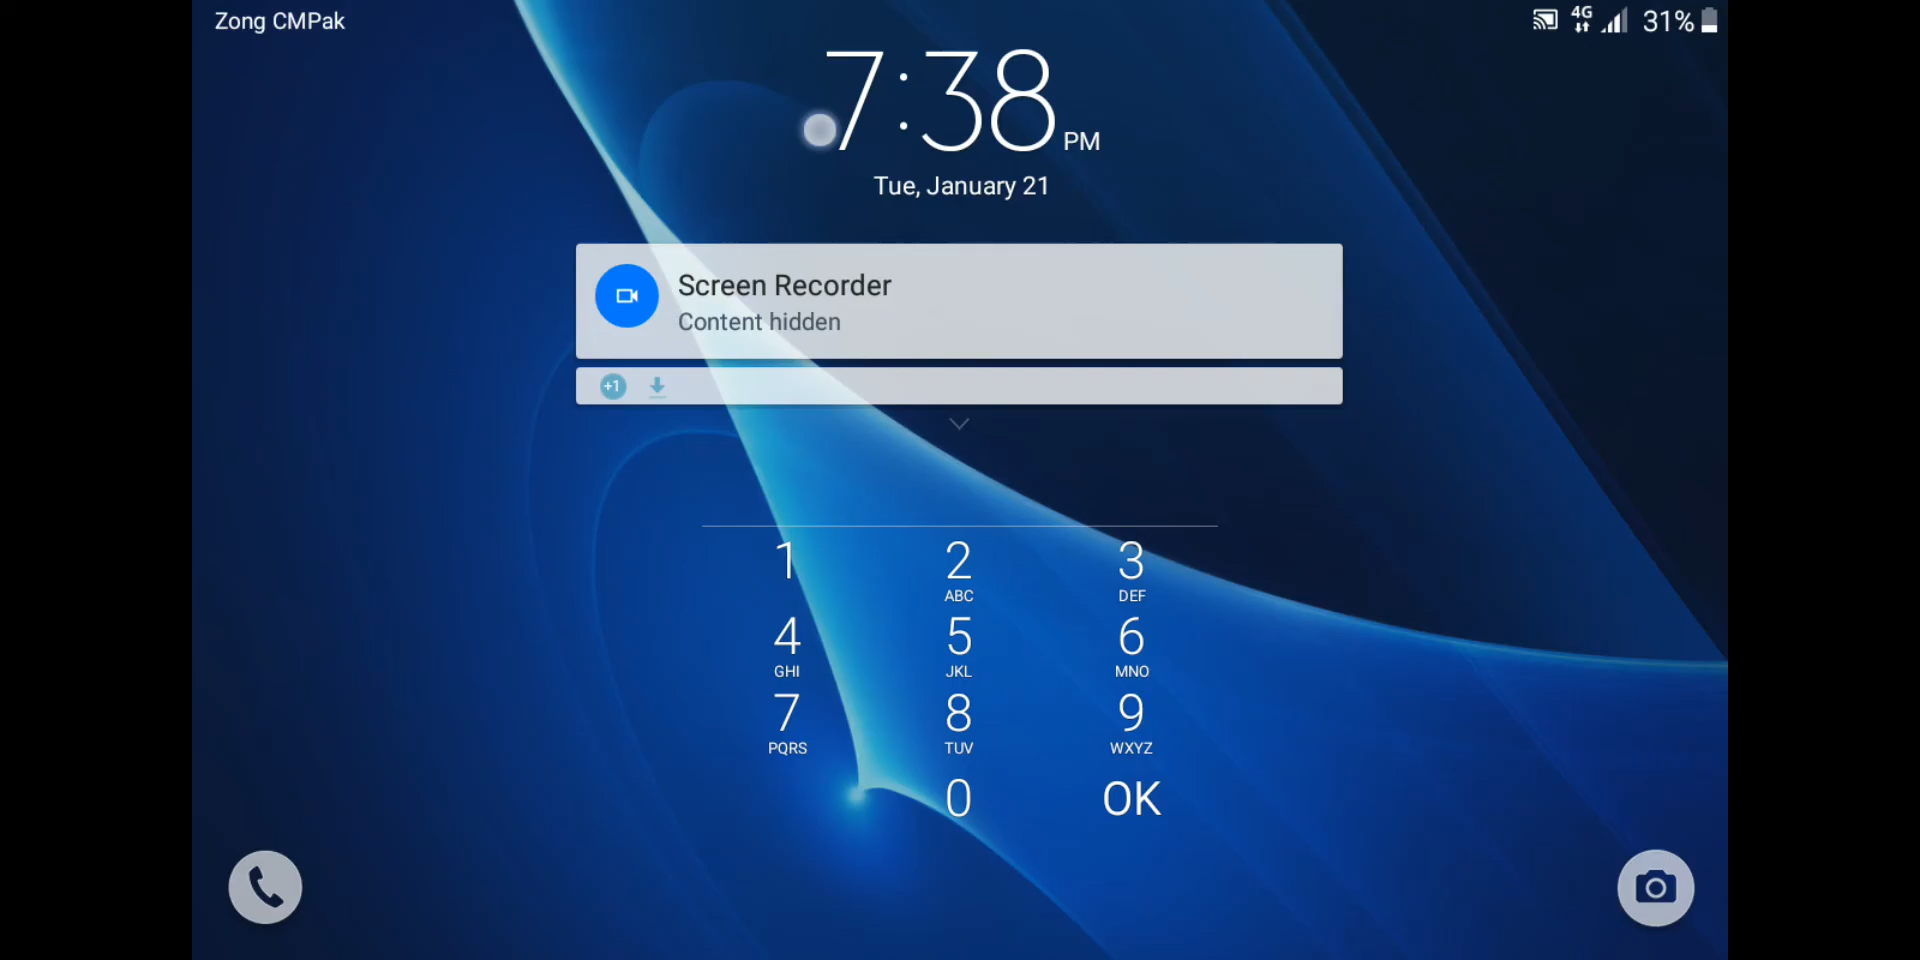 Zong CMPak
4G
31%
7:38 PM
Tue, January 21
Screen Recorder
Content hidden
+1
1 2 3
ABC DEF
4 5 6
GHI JKL MNO
7 8 9
PQRS TUV WXYZ
0 OK